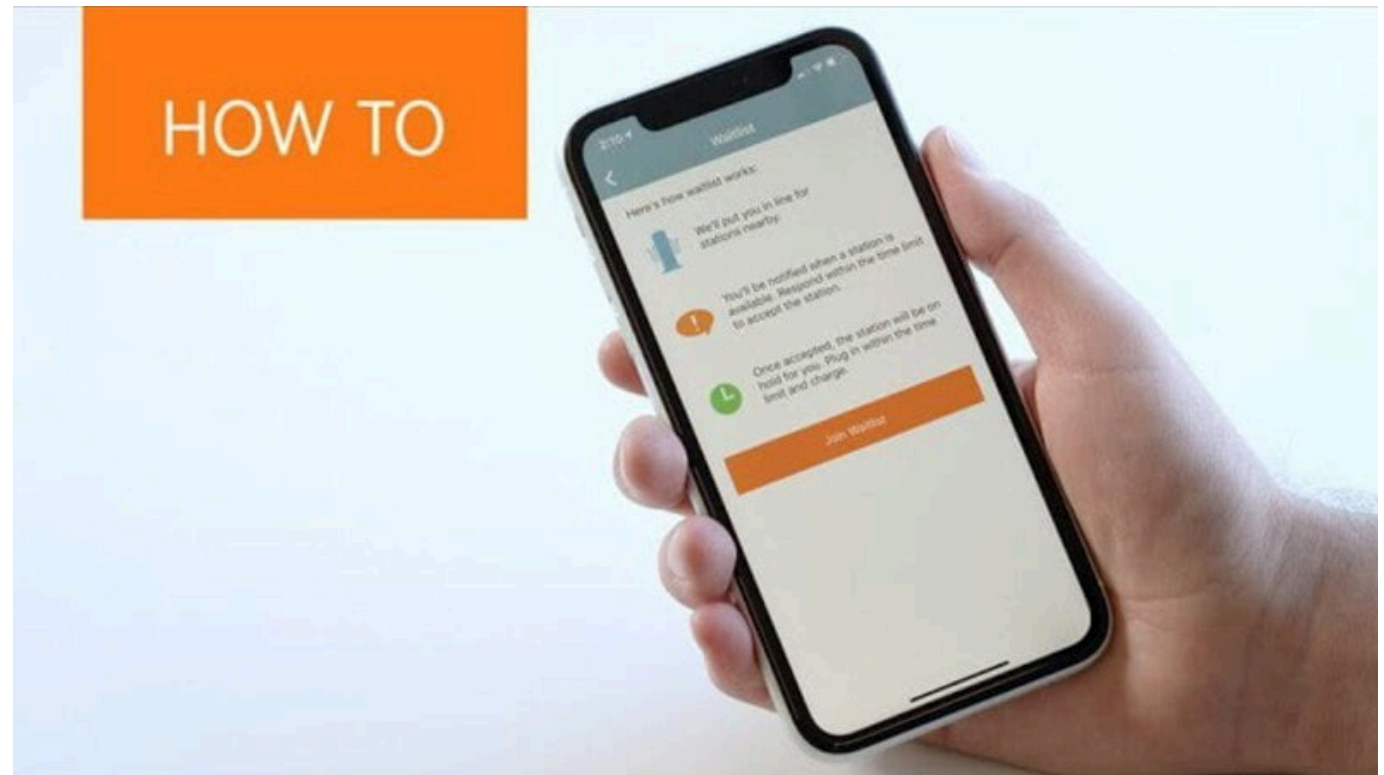 HOW TO
2:10
Waitlist
Here's how waitlist works:
We'll put you in line for
stations nearby.
You'll be notified when a station is
available. Respond within the time limit
to accept the station.
Once accepted, the station will be on
hold for you. Plug in within the time
limit and charge.
Join Waitlist